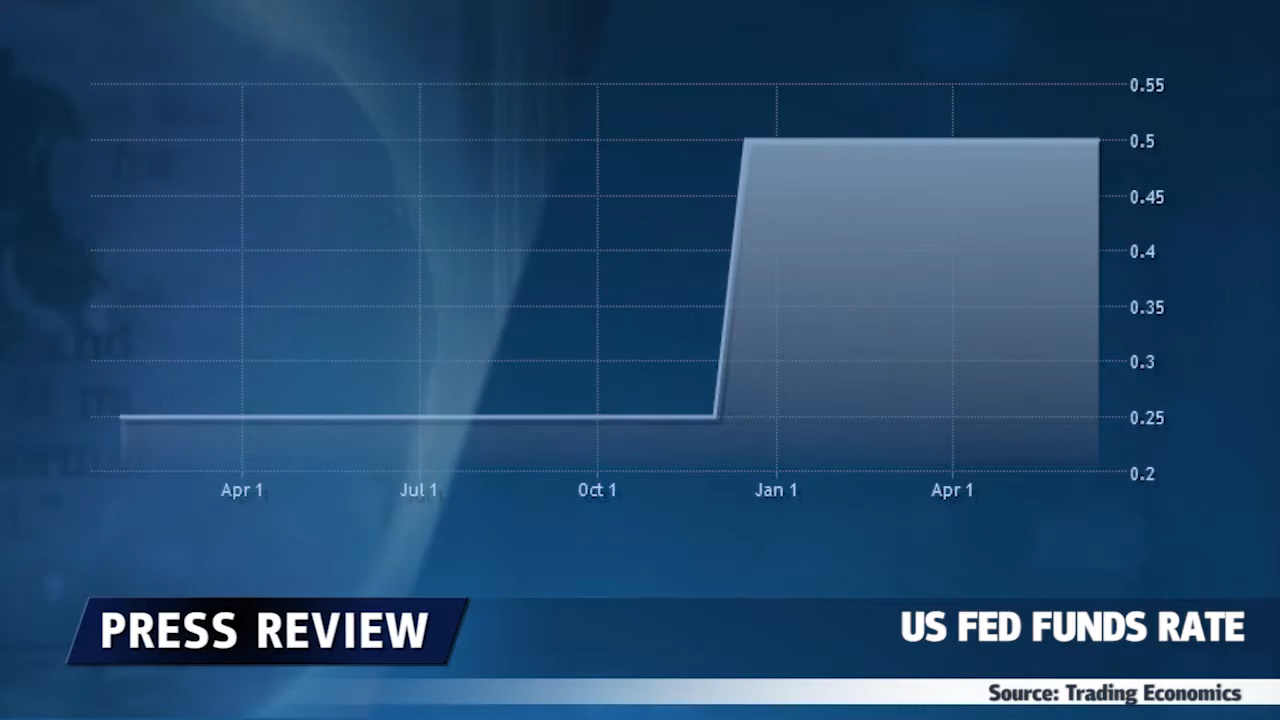 0.55
0.5
0.45
0.4
0.35
0.3
0.25
0.2
Apr 1 Jul 1 Oct 1 Jan 1 Apr 1
PRESS REVIEW
US FED FUNDS RATE
Source: Trading Economics